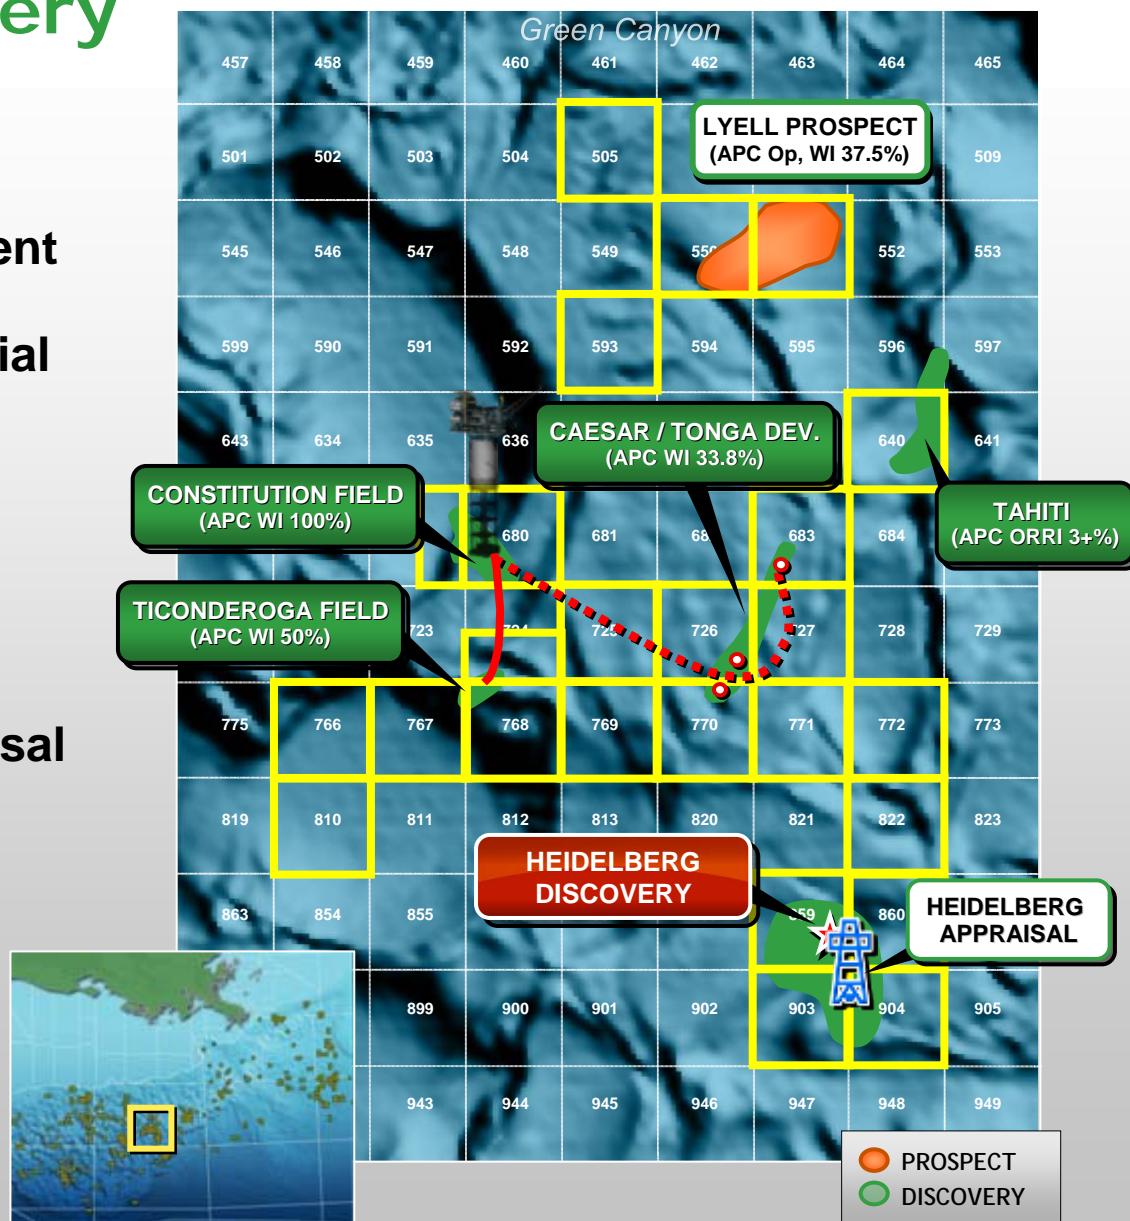 ery
ent
ial
sal
Green Canyon
457 458 459 460 461 462 463 464 465
LYELL PROSPECT
(APC Op, WI 37.5%)
501 502 503 504 505 509
545 546 547 548 549 550 552 553
599 590 591 592 593 594 595 596 597
643 634 635 636 640 641
CAESAR / TONGA DEV.
(APC WI 33.8%)
CONSTITUTION FIELD
(APC WI 100%)
TAHITI
(APC ORRI 3+%)
680 681 683 684
TICONDEROGA FIELD
(APC WI 50%)
723 724 725 726 727 728 729
775 766 767 768 769 770 771 772 773
819 810 811 812 813 820 821 822 823
HEIDELBERG
DISCOVERY
863 854 855 859 860
HEIDELBERG
APPRAISAL
899 900 901 902 903 904 905
943 944 945 946 947 948 949
PROSPECT
DISCOVERY